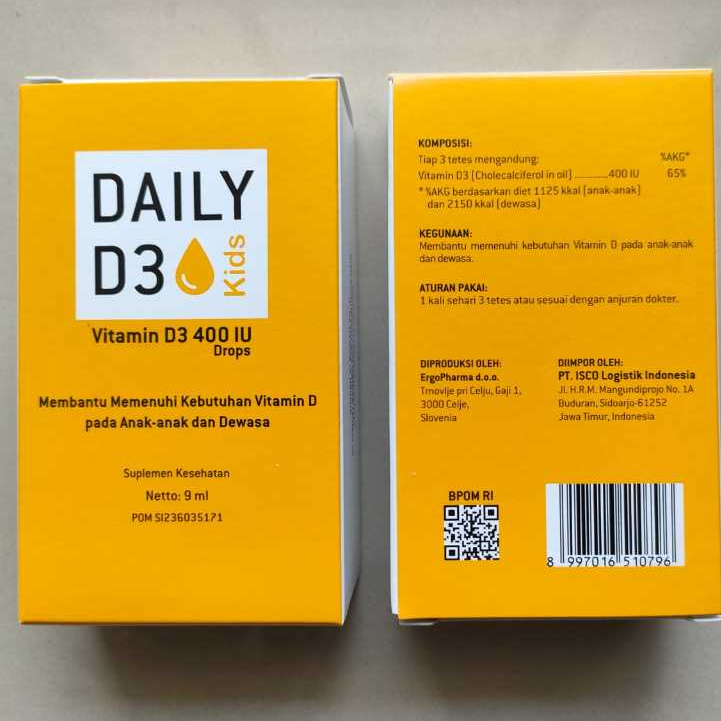 DAILY
D3 Kids
Vitamin D3 400 IU
Drops
Membantu Memenuhi Kebutuhan Vitamin D
pada Anak-anak dan Dewasa
Suplemen Kesehatan
Netto: 9 ml
POM SI236035171
KOMPOSISI:
Tiap 3 tetes mengandung: %AKG*
Vitamin D3 (Cholecalciferol in oil) ............400 IU 65%
* %AKG berdasarkan diet 1125 kkal (anak-anak)
dan 2150 kkal (dewasa)
KEGUNAAN:
Membantu memenuhi kebutuhan Vitamin D pada anak-anak
dan dewasa.
ATURAN PAKAI:
1 kali sehari 3 tetes atau sesuai dengan anjuran dokter.
DIPRODUKSI OLEH:
ErgoPharma d.o.o.
Trnovlje pri Celju, Gaji 1,
3000 Celje,
Slovenia
DIIMPOR OLEH:
PT. ISCO Logistik Indonesia
Jl. H.R.M. Mangundiprojo No. 1A
Buduran, Sidoarjo-61252
Jawa Timur, Indonesia
BPOM RI
8 997016 510796